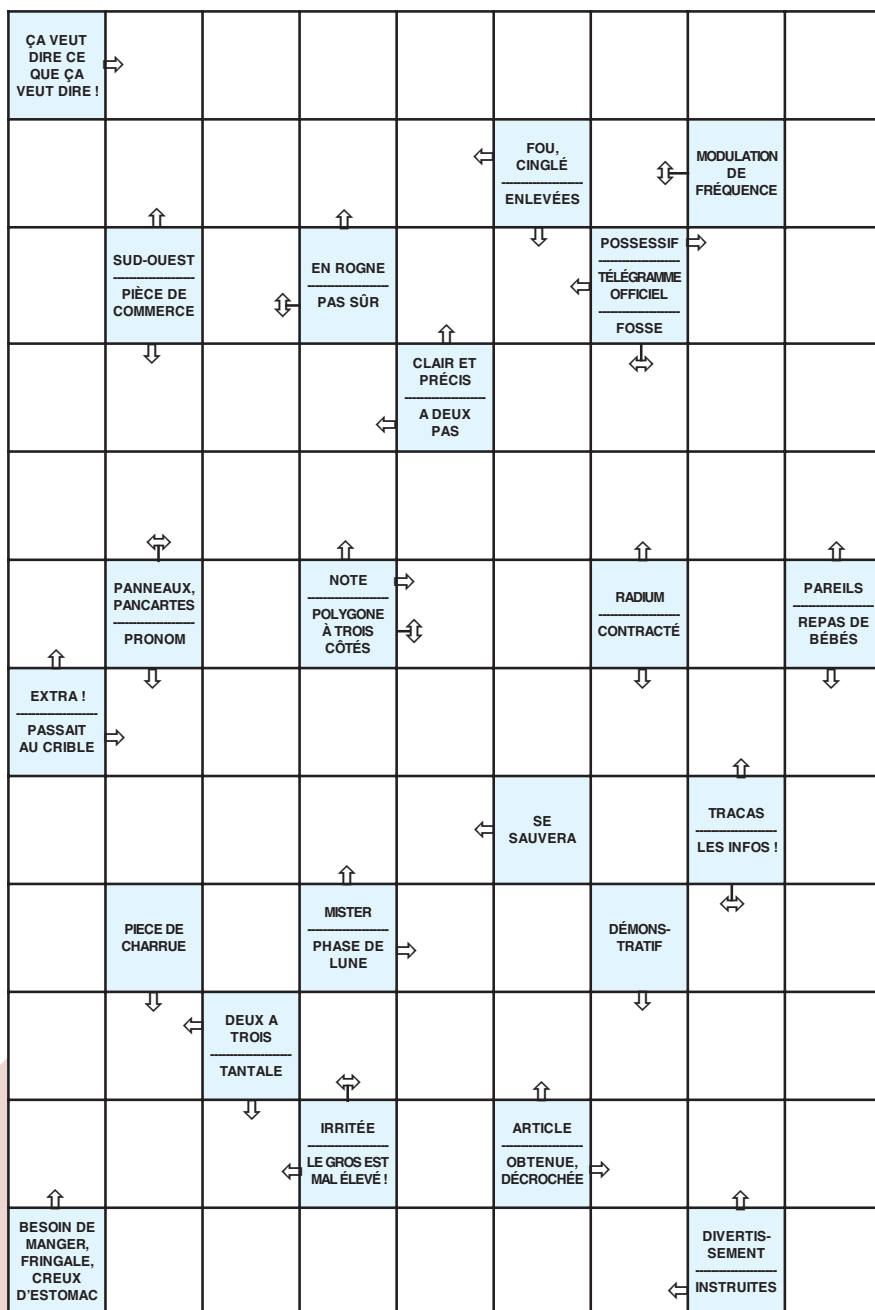 ÇA VEUT
DIRE CE
QUE ÇA
VEUT DIRE !
FOU,
CINGLÉ
ENLEVÉES
MODULATION
DE
FRÉQUENCE
SUD-OUEST
PIÈCE DE
COMMERCE
EN ROGNE
PAS SÛR
POSSESSIF
TÉLÉGRAMME
OFFICIEL
FOSSE
CLAIR ET
PRÉCIS
A DEUX
PAS
PANNEAUX,
PANCARTES
PRONOM
NOTE
POLYGONE
À TROIS
CÔTÉS
RADIUM
CONTRACTÉ
PAREILS
REPAS DE
BÉBÉS
EXTRA !
PASSAIT
AU CRIBLE
SE
SAUVERA
TRACAS
LES INFOS !
PIECE DE
CHARRUE
MISTER
PHASE DE
LUNE
DÉMONS-
TRATIF
DEUX A
TROIS
TANTALE
IRRITÉE
LE GROS EST
MAL ÉLEVÉ !
ARTICLE
OBTENUE,
DÉCROCHÉE
BESOIN DE
MANGER,
FRINGALE,
CREUX
D'ESTOMAC
DIVERTIS-
SEMENT
INSTRUITES